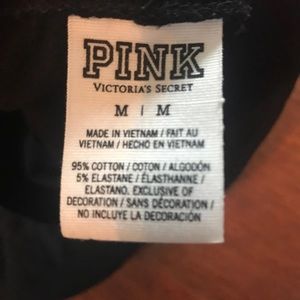 PINK
VICTORIA'S SECRET
M | M
MADE IN VIETNAM / FAIT AU
VIETNAM / HECHO EN VIETNAM
95% COTTON / COTON / ALGODÓN
5% ELASTANE / ÉLASTHANNE /
ELASTANO. EXCLUSIVE OF
DECORATION / SANS DÉCORATION /
NO INCLUYE LA DECORACIÓN